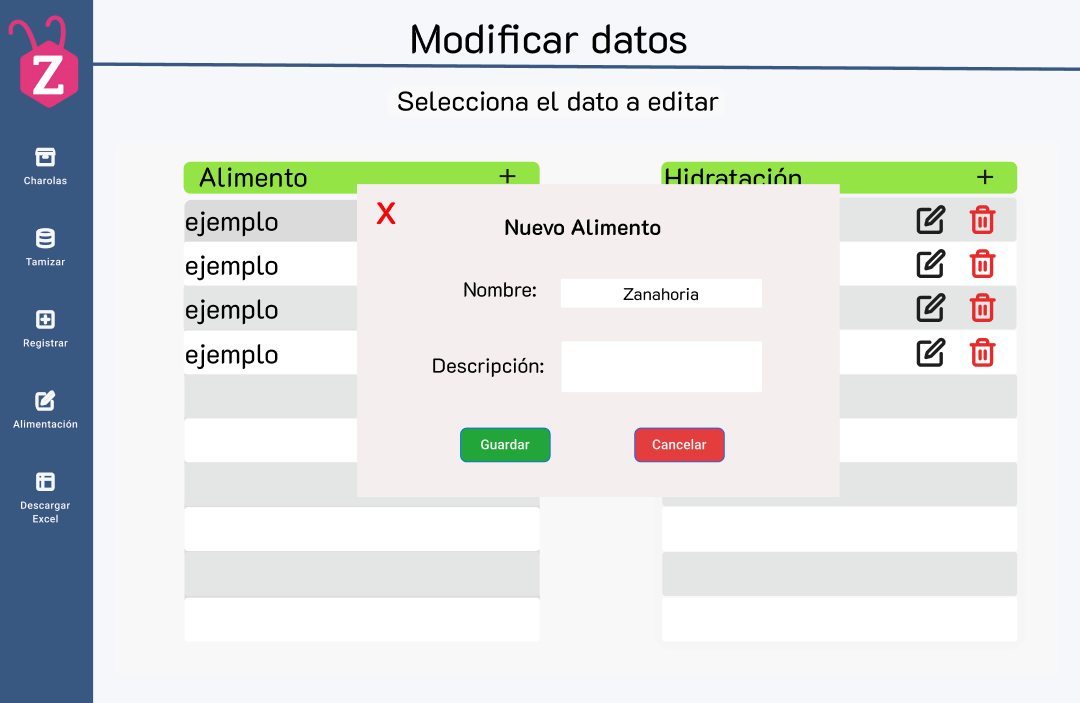 Modificar datos
Z
Selecciona el dato a editar
Charolas
Tamizar
Registrar
Alimentación
Descargar
Excel
Alimento +
Hidratación +
ejemplo
ejemplo
ejemplo
ejemplo
X
Nuevo Alimento
Nombre: Zanahoria
Descripción:
Guardar Cancelar